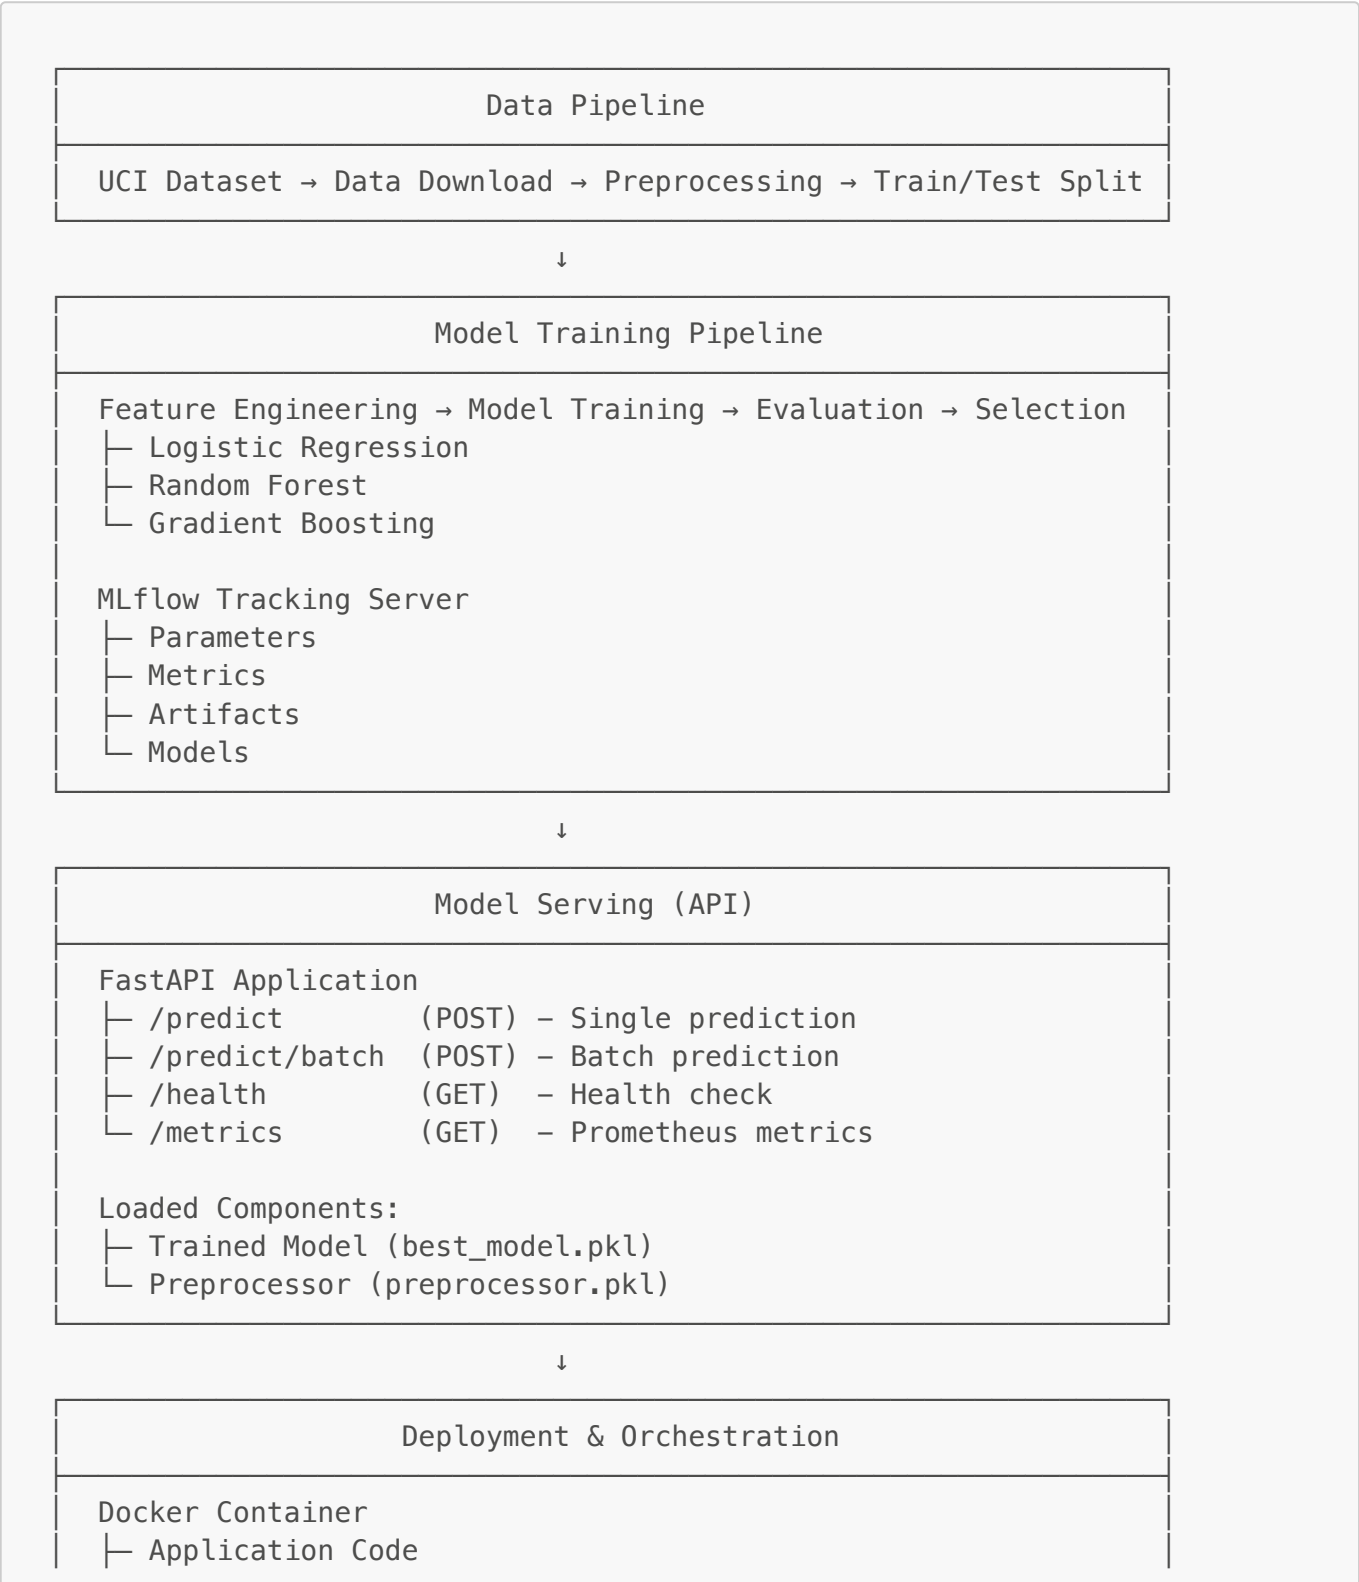 Data Pipeline
UCI Dataset → Data Download → Preprocessing → Train/Test Split
↓
Model Training Pipeline
Feature Engineering → Model Training → Evaluation → Selection
├─ Logistic Regression
├─ Random Forest
└─ Gradient Boosting
MLflow Tracking Server
├─ Parameters
├─ Metrics
├─ Artifacts
└─ Models
↓
Model Serving (API)
FastAPI Application
├─ /predict        (POST) – Single prediction
├─ /predict/batch  (POST) – Batch prediction
├─ /health         (GET)  – Health check
└─ /metrics        (GET)  – Prometheus metrics
Loaded Components:
├─ Trained Model (best_model.pkl)
└─ Preprocessor (preprocessor.pkl)
↓
Deployment & Orchestration
Docker Container
├─ Application Code